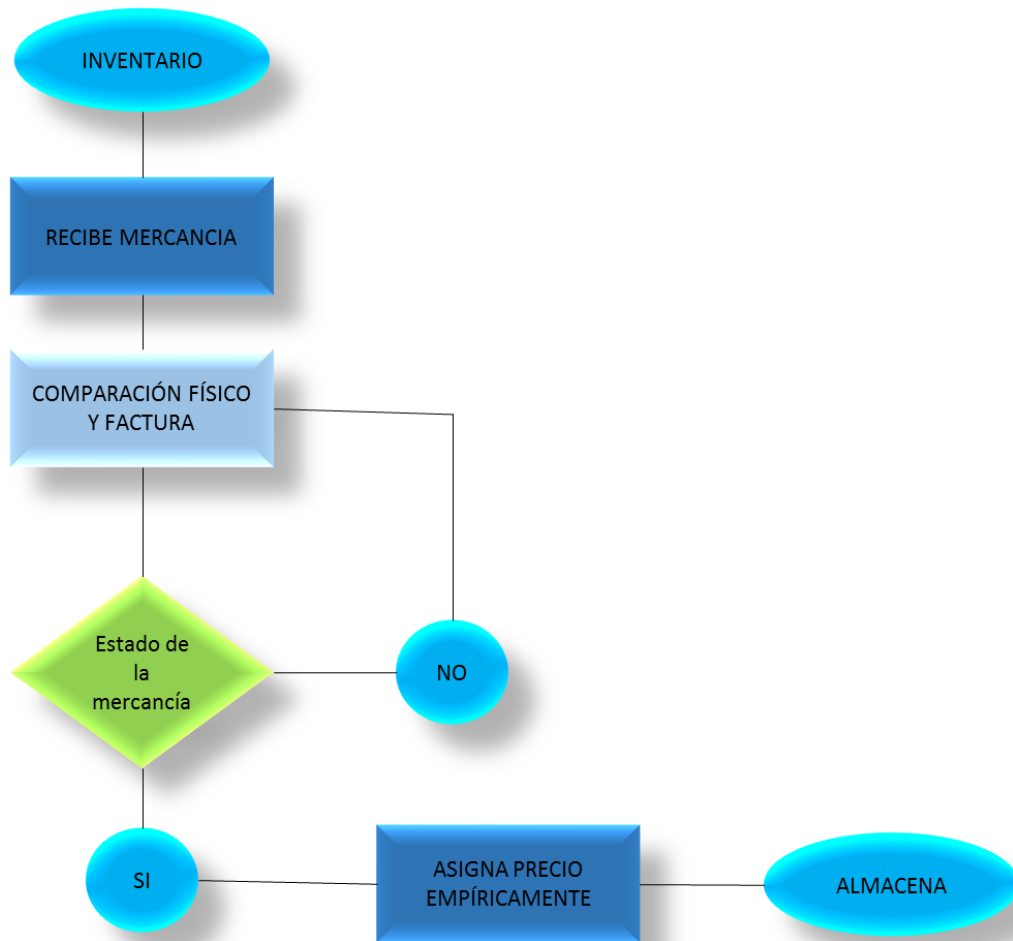 INVENTARIO
RECIBE MERCANCIA
COMPARACIÓN FÍSICO
Y FACTURA
Estado de
la
mercancía
NO
SI
ASIGNA PRECIO
EMPÍRICAMENTE
ALMACENA